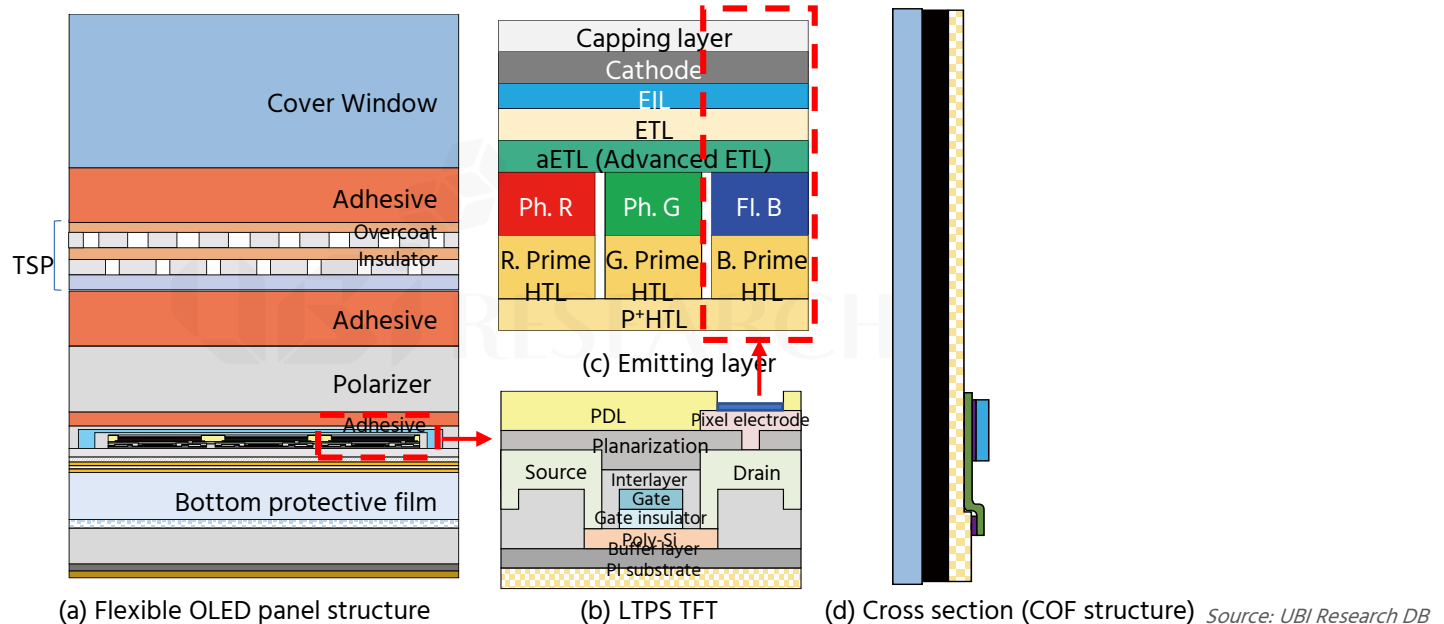 Cover Window
Adhesive
Overcoat
Insulator
TSP
Adhesive
Polarizer
Adhesive
Bottom protective film
(a) Flexible OLED panel structure
Capping layer
Cathode
EIL
ETL
aETL (Advanced ETL)
Ph. R
Ph. G
Fl. B
R. Prime
HTL
G. Prime
HTL
B. Prime
HTL
P⁺HTL
(c) Emitting layer
PDL
Pixel electrode
Planarization
Source
Drain
Interlayer
Gate
Gate insulator
Poly-Si
Buffer layer
PI substrate
(b) LTPS TFT
(d) Cross section (COF structure)
Source: UBI Research DB
RESEARCH